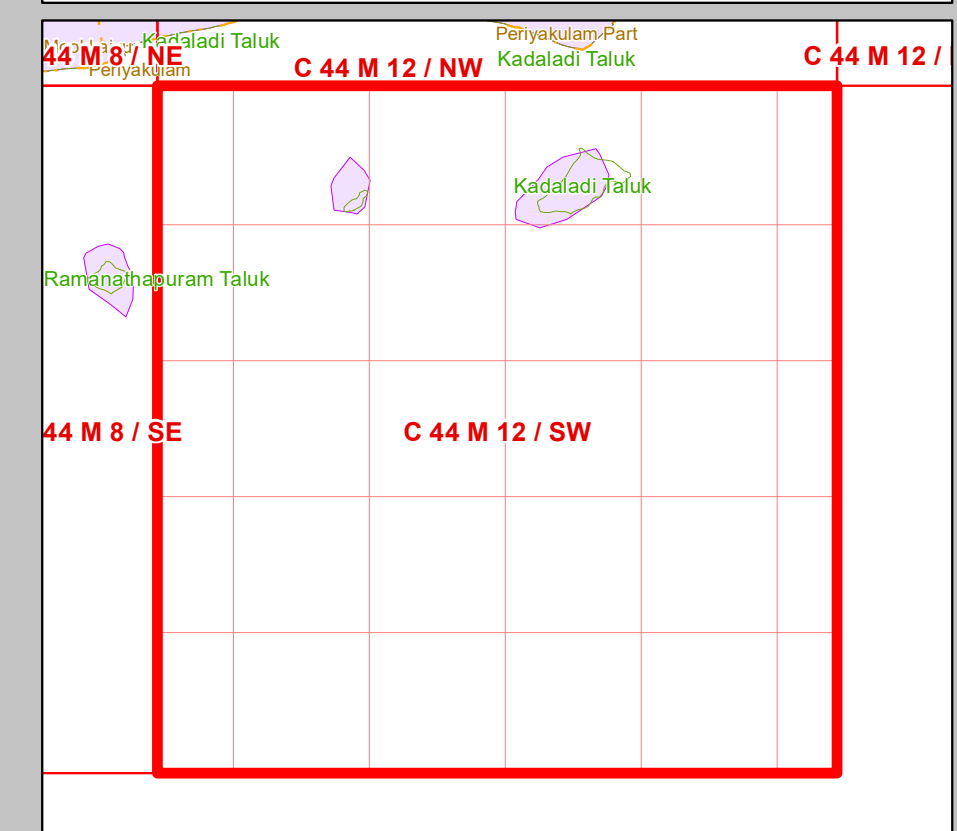 Kadaladi Taluk
44 M 8 / NE
Periyakulam
C 44 M 12 / NW
Periyakulam Part
Kadaladi Taluk
C 44 M 12 /
Kadaladi Taluk
Ramanathapuram Taluk
44 M 8 / SE
C 44 M 12 / SW